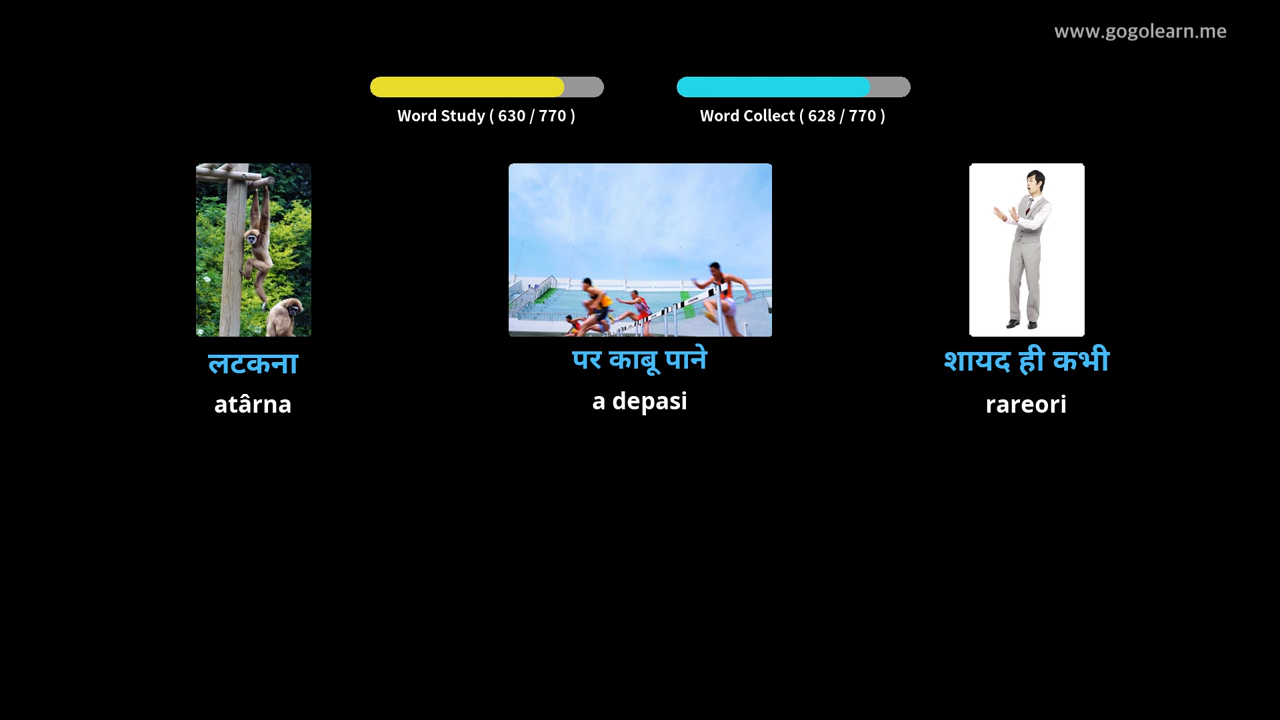 www.gogolearn.me
Word Study ( 630 / 770 )
Word Collect ( 628 / 770 )
लटकना
atârna
पर काबू पाने
a depasi
शायद ही कभी
rareori